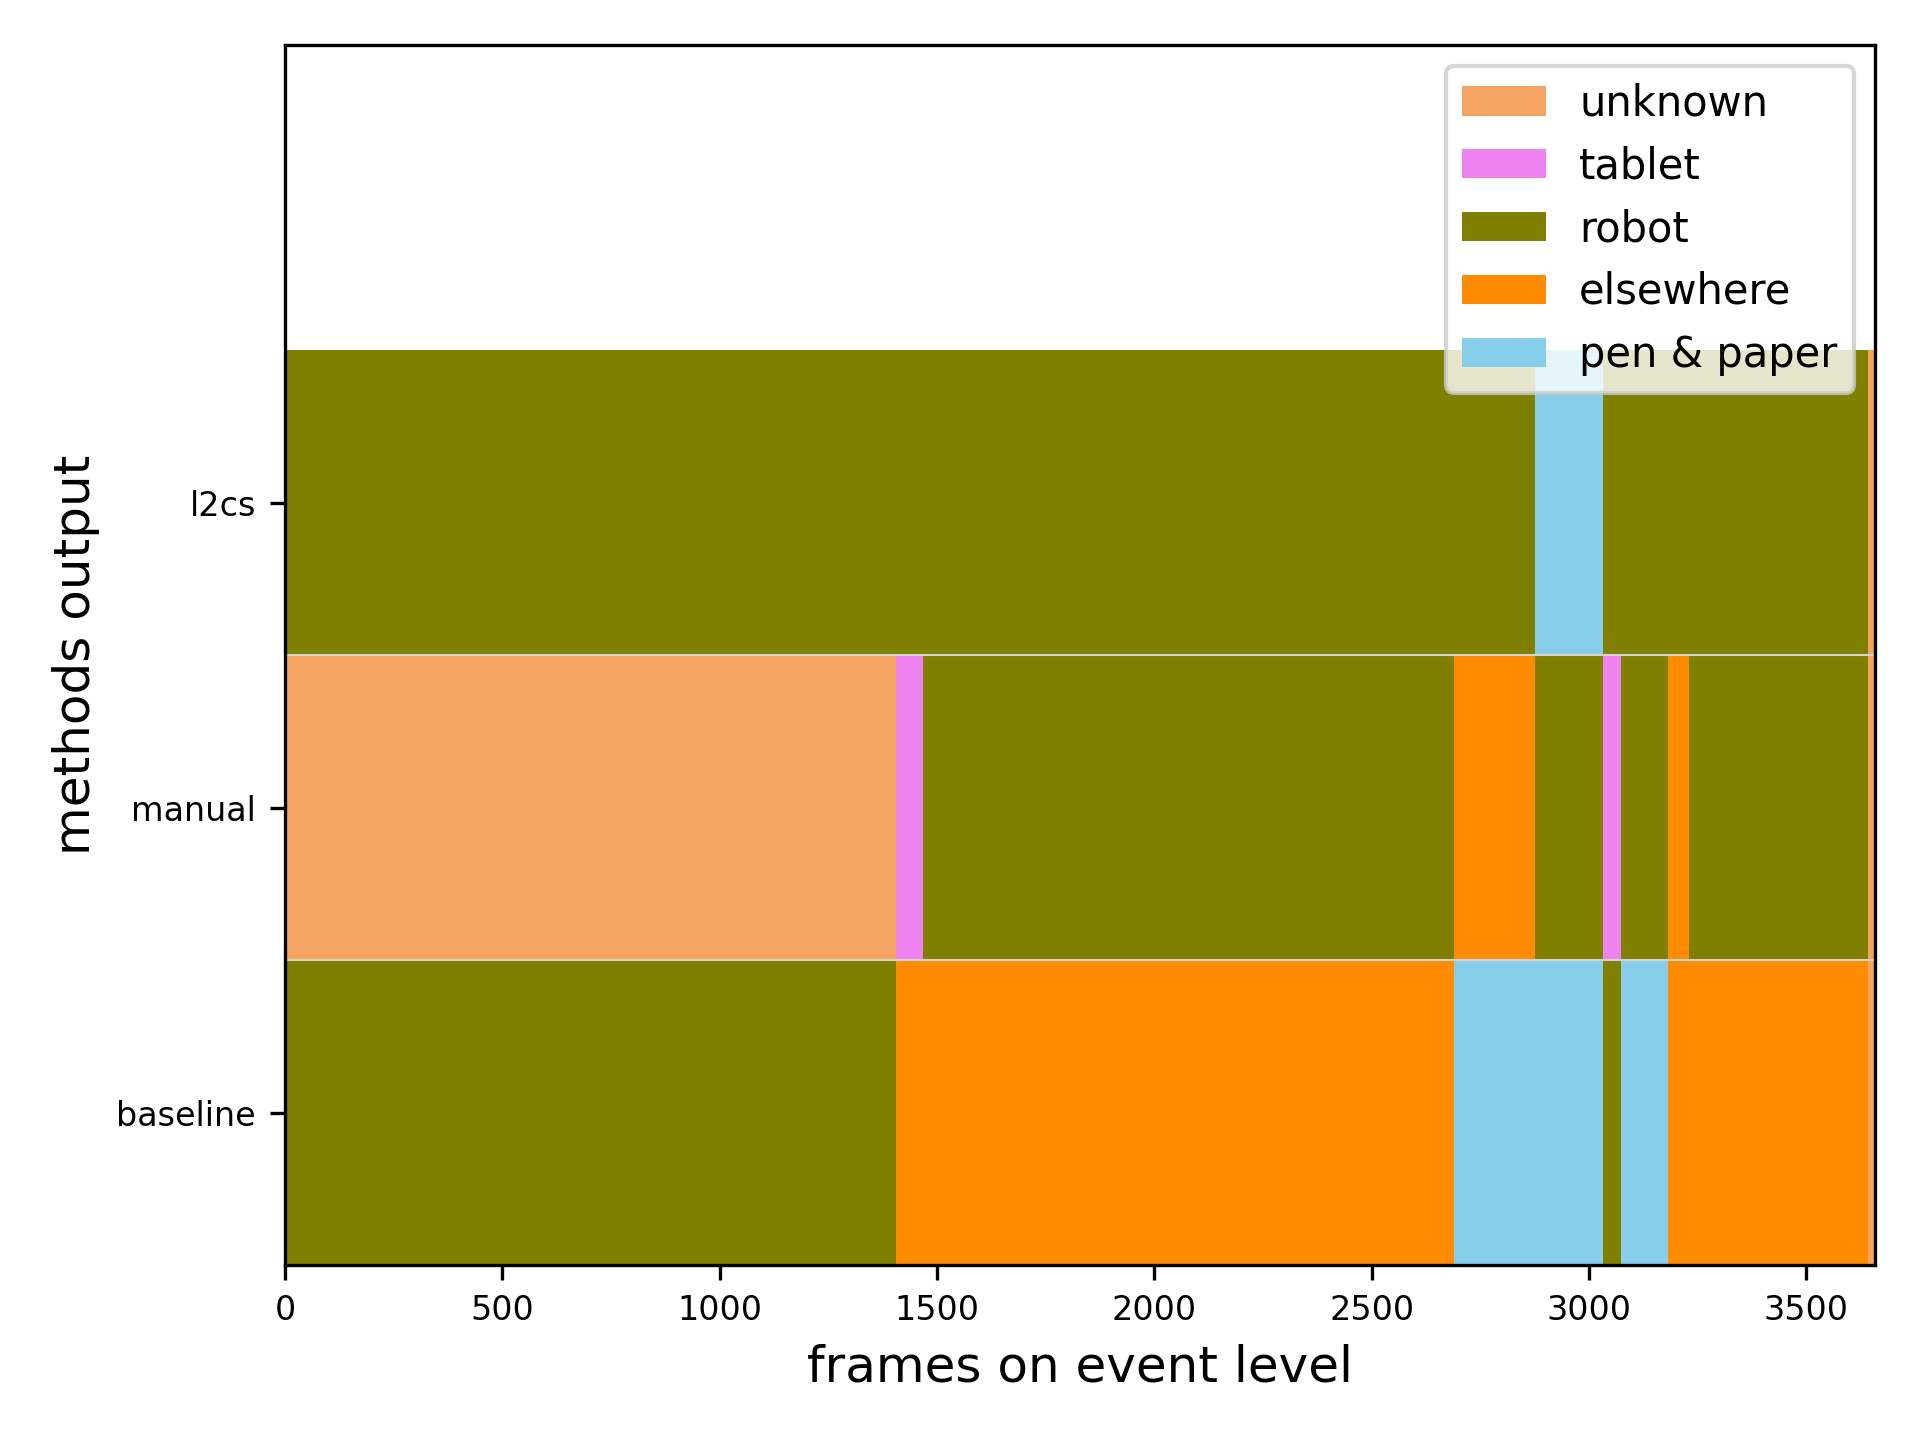 unknown
tablet
robot
elsewhere
pen & paper
methods output
l2cs
manual
baseline
0 500 1000 1500 2000 2500 3000 3500
frames on event level